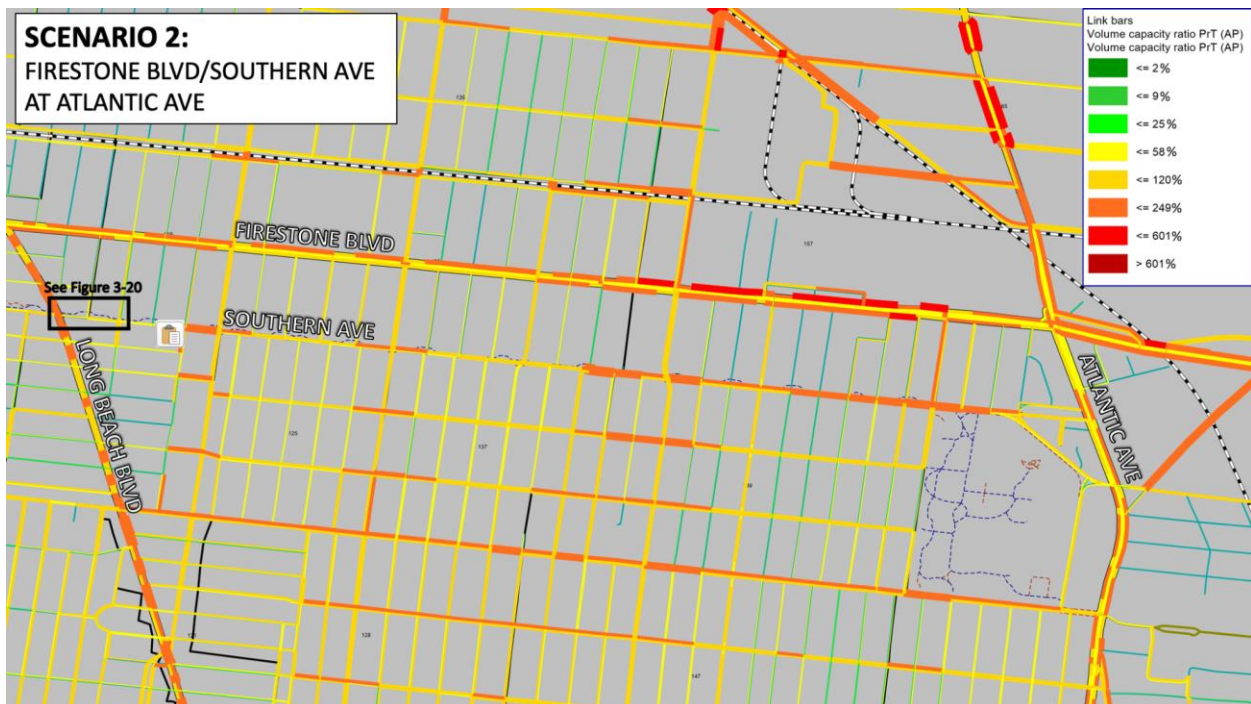 SCENARIO 2:
FIRESTONE BLVD/SOUTHERN AVE
AT ATLANTIC AVE
Link bars
Volume capacity ratio PrT (AP)
Volume capacity ratio PrT (AP)
<= 2%
<= 9%
<= 25%
<= 58%
<= 120%
<= 249%
<= 601%
> 601%
135
FIRESTONE BLVD
157
See Figure 3-20
SOUTHERN AVE
LONG BEACH BLVD
ATLANTIC AVE
125
137
128
147